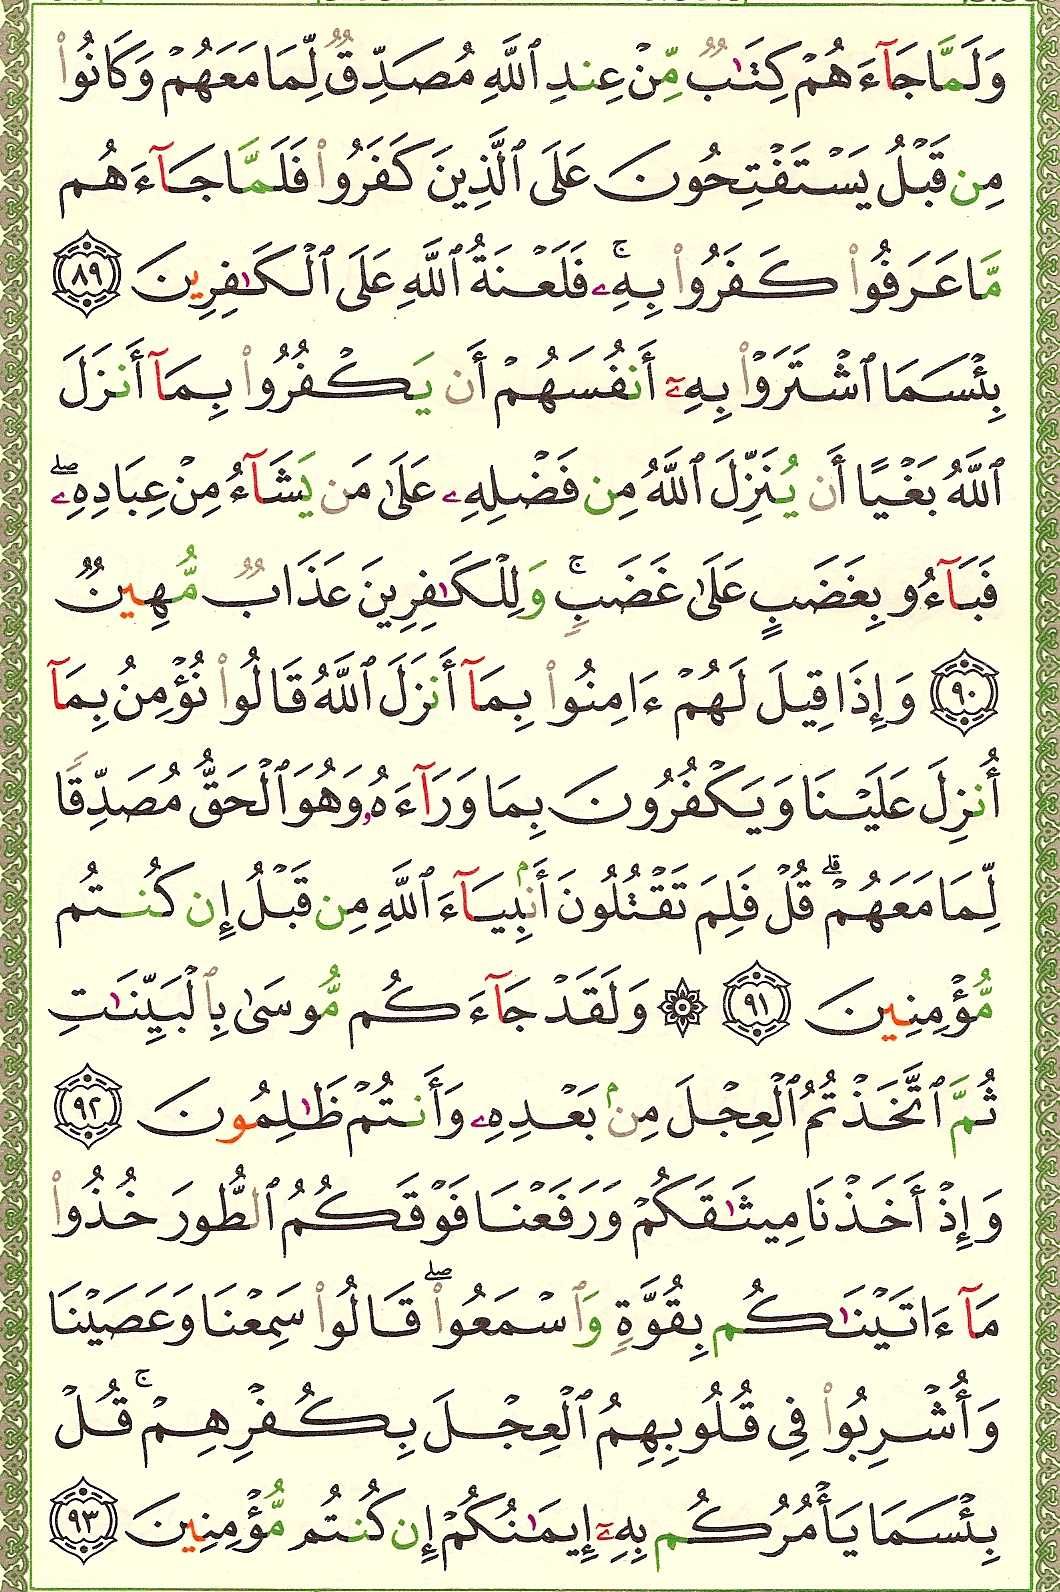 وَلَمَّا جَآءَهُمْ كِتَٰبٌ مِّنْ عِندِ ٱللَّهِ مُصَدِّقٌ لِّمَا مَعَهُمْ وَكَانُوا۟
مِن قَبْلُ يَسْتَفْتِحُونَ عَلَى ٱلَّذِينَ كَفَرُوا۟ فَلَمَّا جَآءَهُم
مَّا عَرَفُوا۟ كَفَرُوا۟ بِهِۦ ۚ فَلَعْنَةُ ٱللَّهِ عَلَى ٱلْكَٰفِرِينَ ٨٩
بِئْسَمَا ٱشْتَرَوْا۟ بِهِۦٓ أَنفُسَهُمْ أَن يَكْفُرُوا۟ بِمَآ أَنزَلَ
ٱللَّهُ بَغْيًا أَن يُنَزِّلَ ٱللَّهُ مِن فَضْلِهِۦ عَلَىٰ مَن يَشَآءُ مِنْ عِبَادِهِۦ ۖ
فَبَآءُو بِغَضَبٍ عَلَىٰ غَضَبٍ ۚ وَلِلْكَٰفِرِينَ عَذَابٌ مُّهِينٌ
٩٠ وَإِذَا قِيلَ لَهُمْ ءَامِنُوا۟ بِمَآ أَنزَلَ ٱللَّهُ قَالُوا۟ نُؤْمِنُ بِمَآ
أُنزِلَ عَلَيْنَا وَيَكْفُرُونَ بِمَا وَرَآءَهُۥ وَهُوَ ٱلْحَقُّ مُصَدِّقًا
لِّمَا مَعَهُمْ ۗ قُلْ فَلِمَ تَقْتُلُونَ أَنۢبِيَآءَ ٱللَّهِ مِن قَبْلُ إِن كُنتُم
مُّؤْمِنِينَ ٩١ ۞ وَلَقَدْ جَآءَكُم مُّوسَىٰ بِٱلْبَيِّنَٰتِ
ثُمَّ ٱتَّخَذْتُمُ ٱلْعِجْلَ مِنۢ بَعْدِهِۦ وَأَنتُمْ ظَٰلِمُونَ ٩٢
وَإِذْ أَخَذْنَا مِيثَٰقَكُمْ وَرَفَعْنَا فَوْقَكُمُ ٱلطُّورَ خُذُوا۟
مَآ ءَاتَيْنَٰكُم بِقُوَّةٍ وَٱسْمَعُوا۟ ۖ قَالُوا۟ سَمِعْنَا وَعَصَيْنَا
وَأُشْرِبُوا۟ فِى قُلُوبِهِمُ ٱلْعِجْلَ بِكُفْرِهِمْ ۚ قُلْ
بِئْسَمَا يَأْمُرُكُم بِهِۦٓ إِيمَٰنُكُمْ إِن كُنتُم مُّؤْمِنِينَ ٩٣